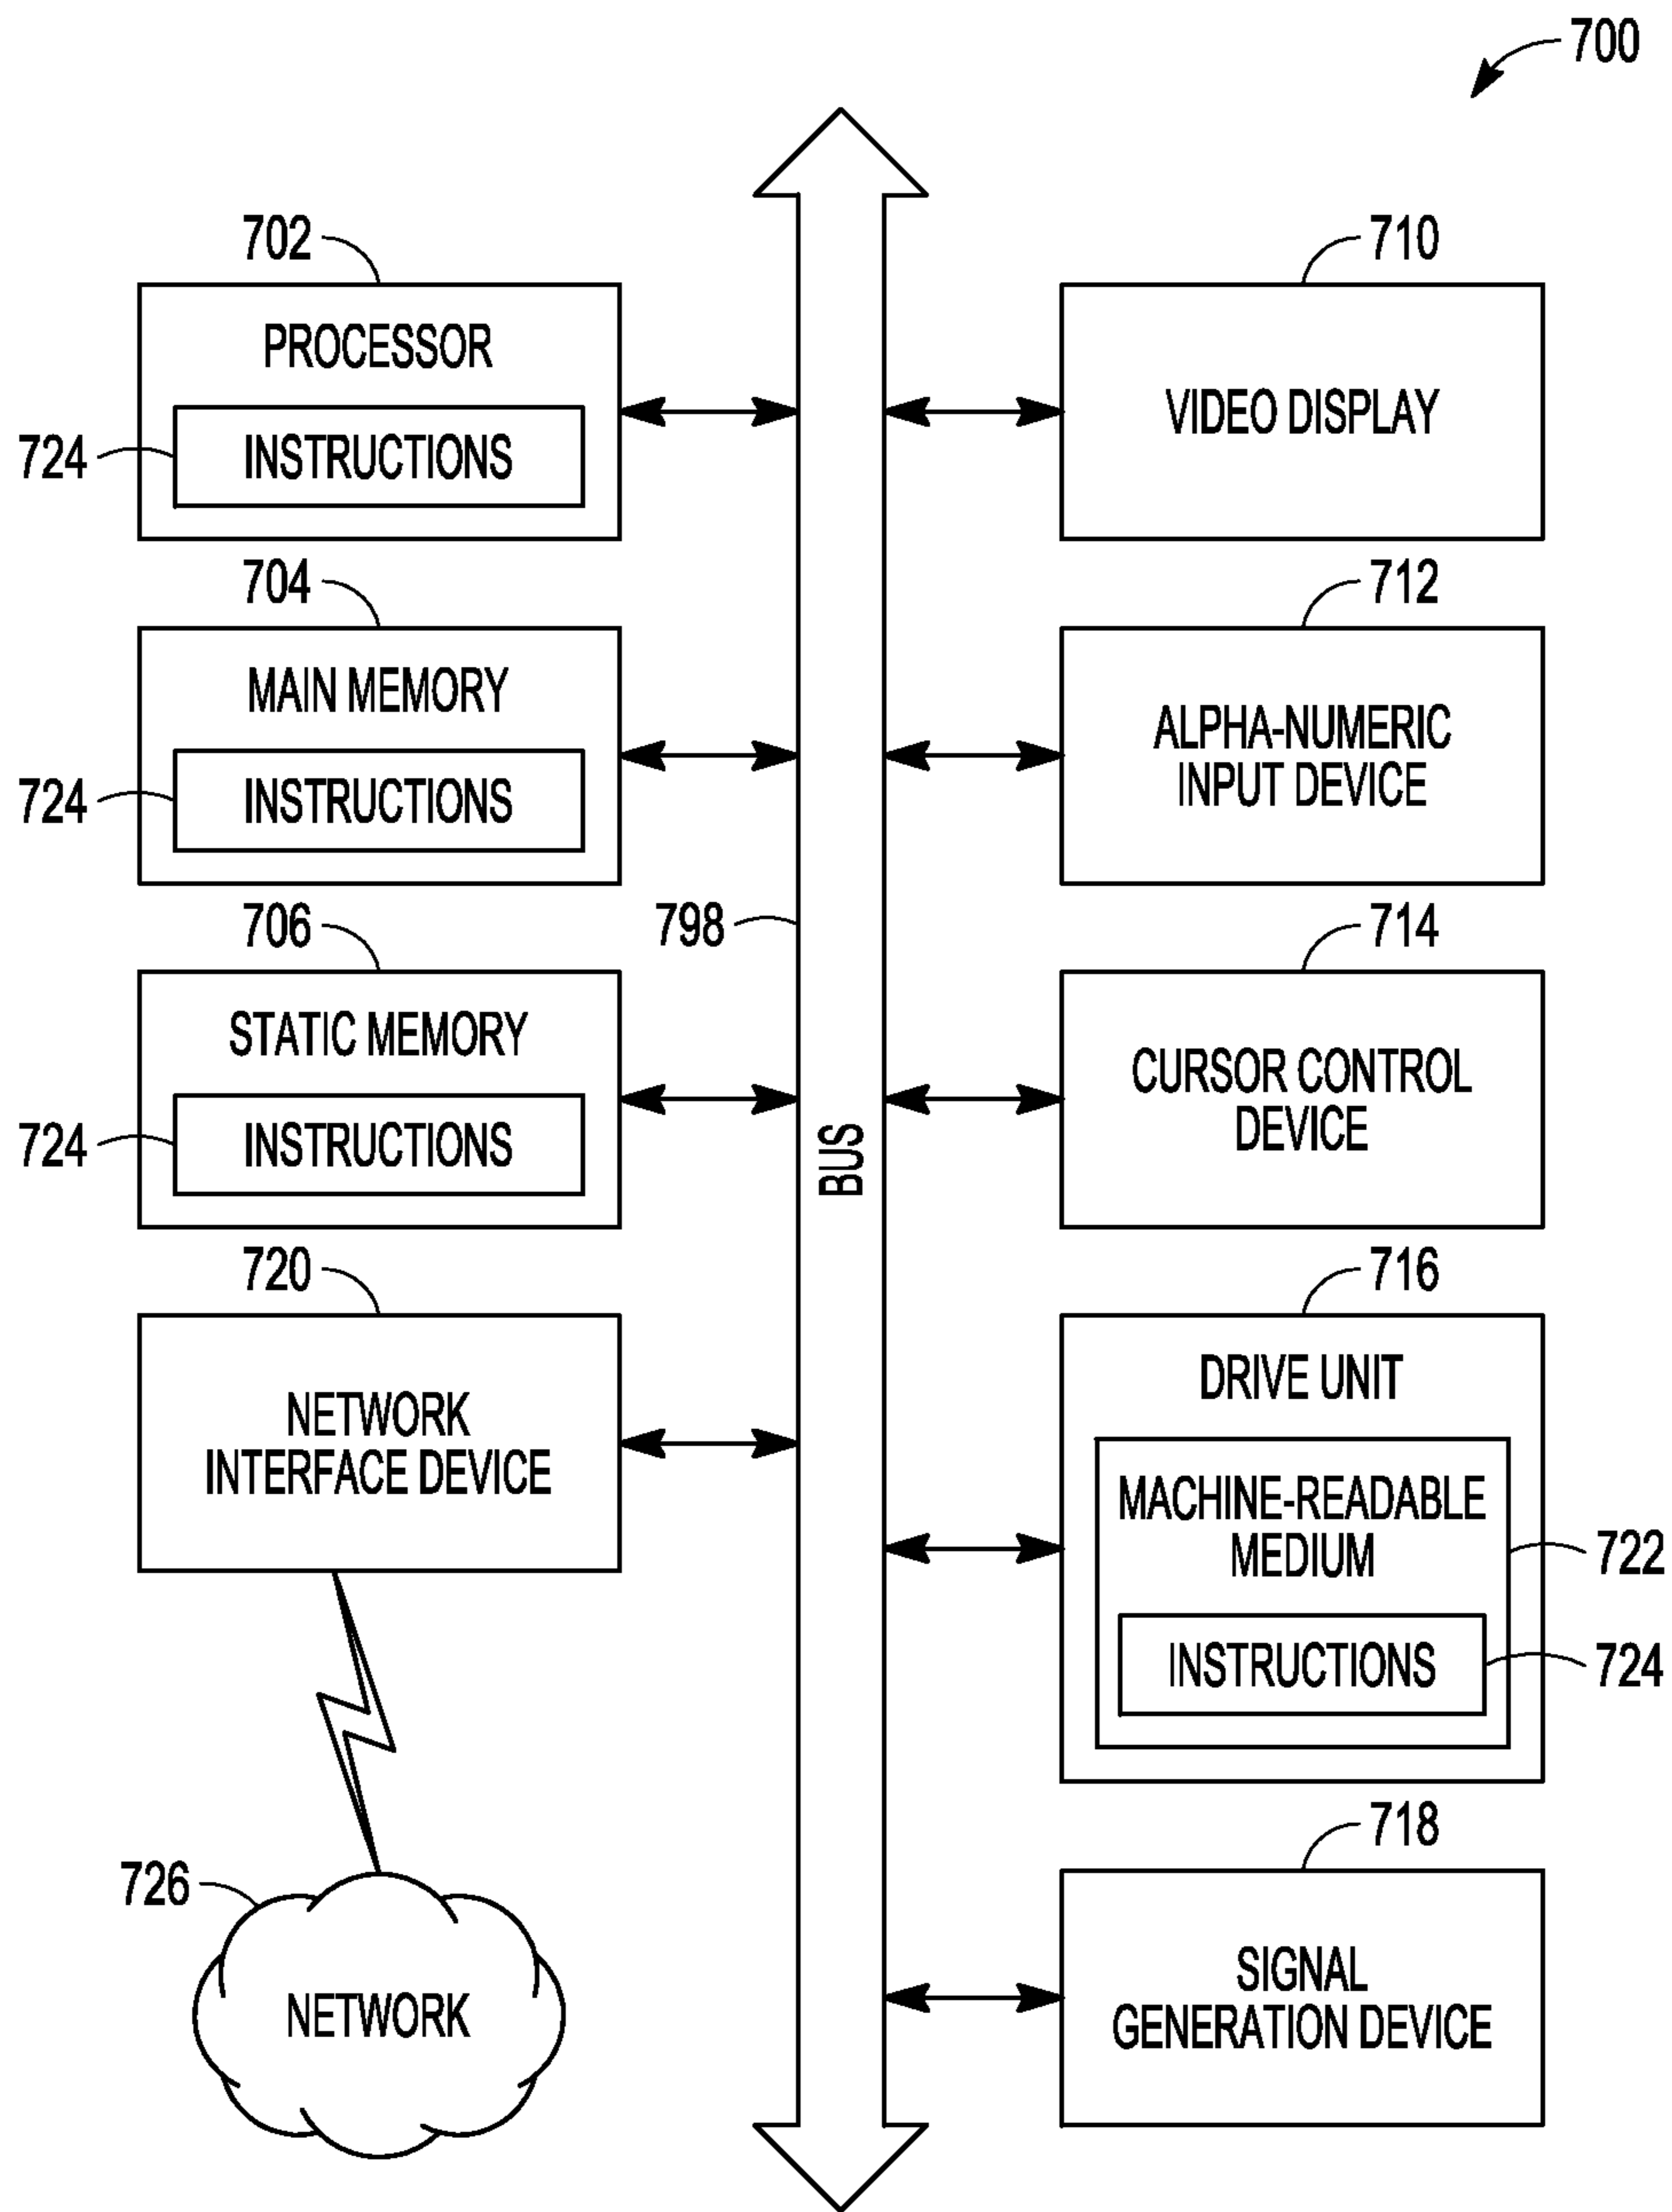 700
702
PROCESSOR
724
INSTRUCTIONS
704
MAIN MEMORY
724
INSTRUCTIONS
706
STATIC MEMORY
724
INSTRUCTIONS
720
NETWORK
INTERFACE DEVICE
726
NETWORK
798
BUS
710
VIDEO DISPLAY
712
ALPHA-NUMERIC
INPUT DEVICE
714
CURSOR CONTROL
DEVICE
716
DRIVE UNIT
MACHINE-READABLE
MEDIUM
722
INSTRUCTIONS
724
718
SIGNAL
GENERATION DEVICE